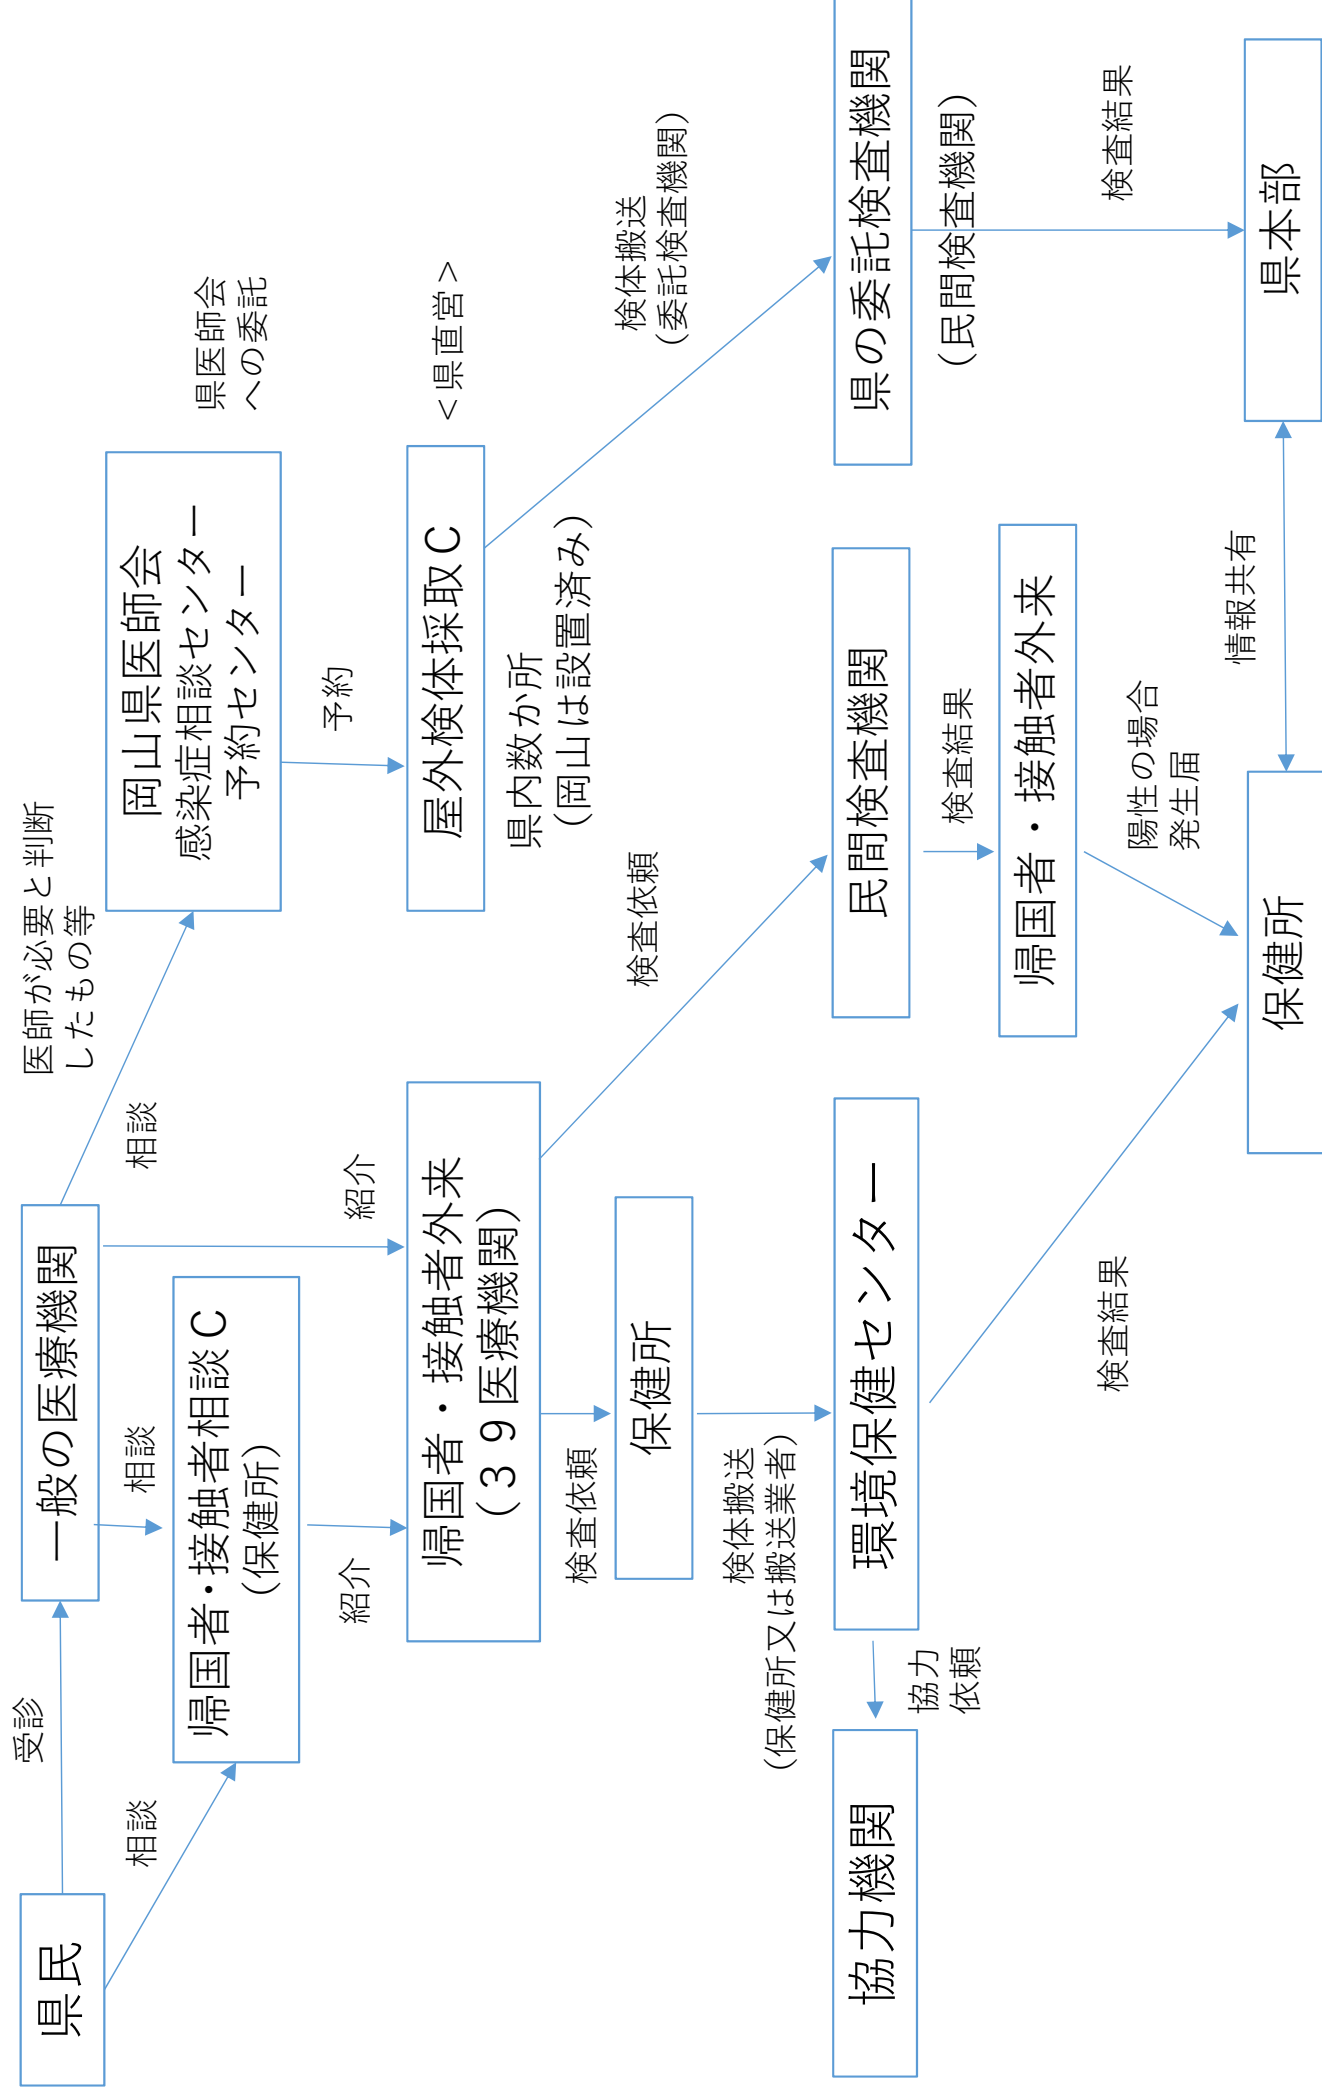 県民
受診
相談
一般の医療機関
相談
帰国者・接触者相談C
(保健所)
医師が必要と判断
したもの等
相談
岡山県医師会
感染症相談センター
予約センター
県医師会
への委託
紹介
紹介
予約
帰国者・接触者外来
(39医療機関)
屋外検体採取C
<県直営>
県内数か所
(岡山は設置済み)
検査依頼
保健所
検査依頼
検体搬送
(委託検査機関)
検体搬送
(保健所又は搬送業者)
協力機関
協力
依頼
環境保健センター
民間検査機関
県の委託検査機関
(民間検査機関)
検査結果
帰国者・接触者外来
検査結果
陽性の場合
発生届
検査結果
保健所
情報共有
県本部